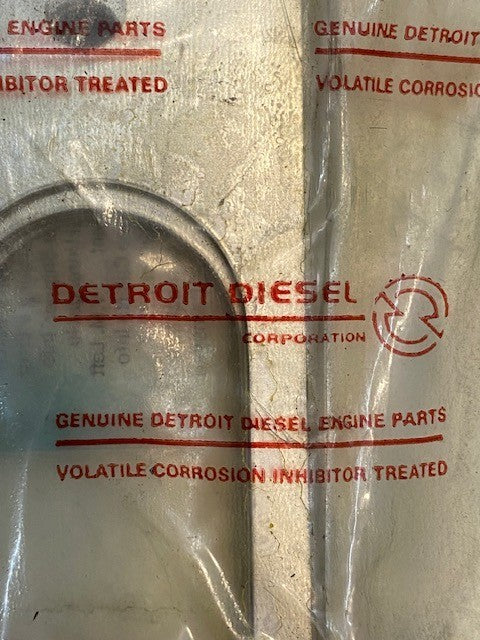 ENGINE PARTS
GENUINE DETROIT
TREATED
VOLATILE CORROSIO
DETROIT DIESEL
CORPORATION
GENUINE DETROIT DIESEL ENGINE PARTS
VOLATILE CORROSION INHIBITOR TREATED